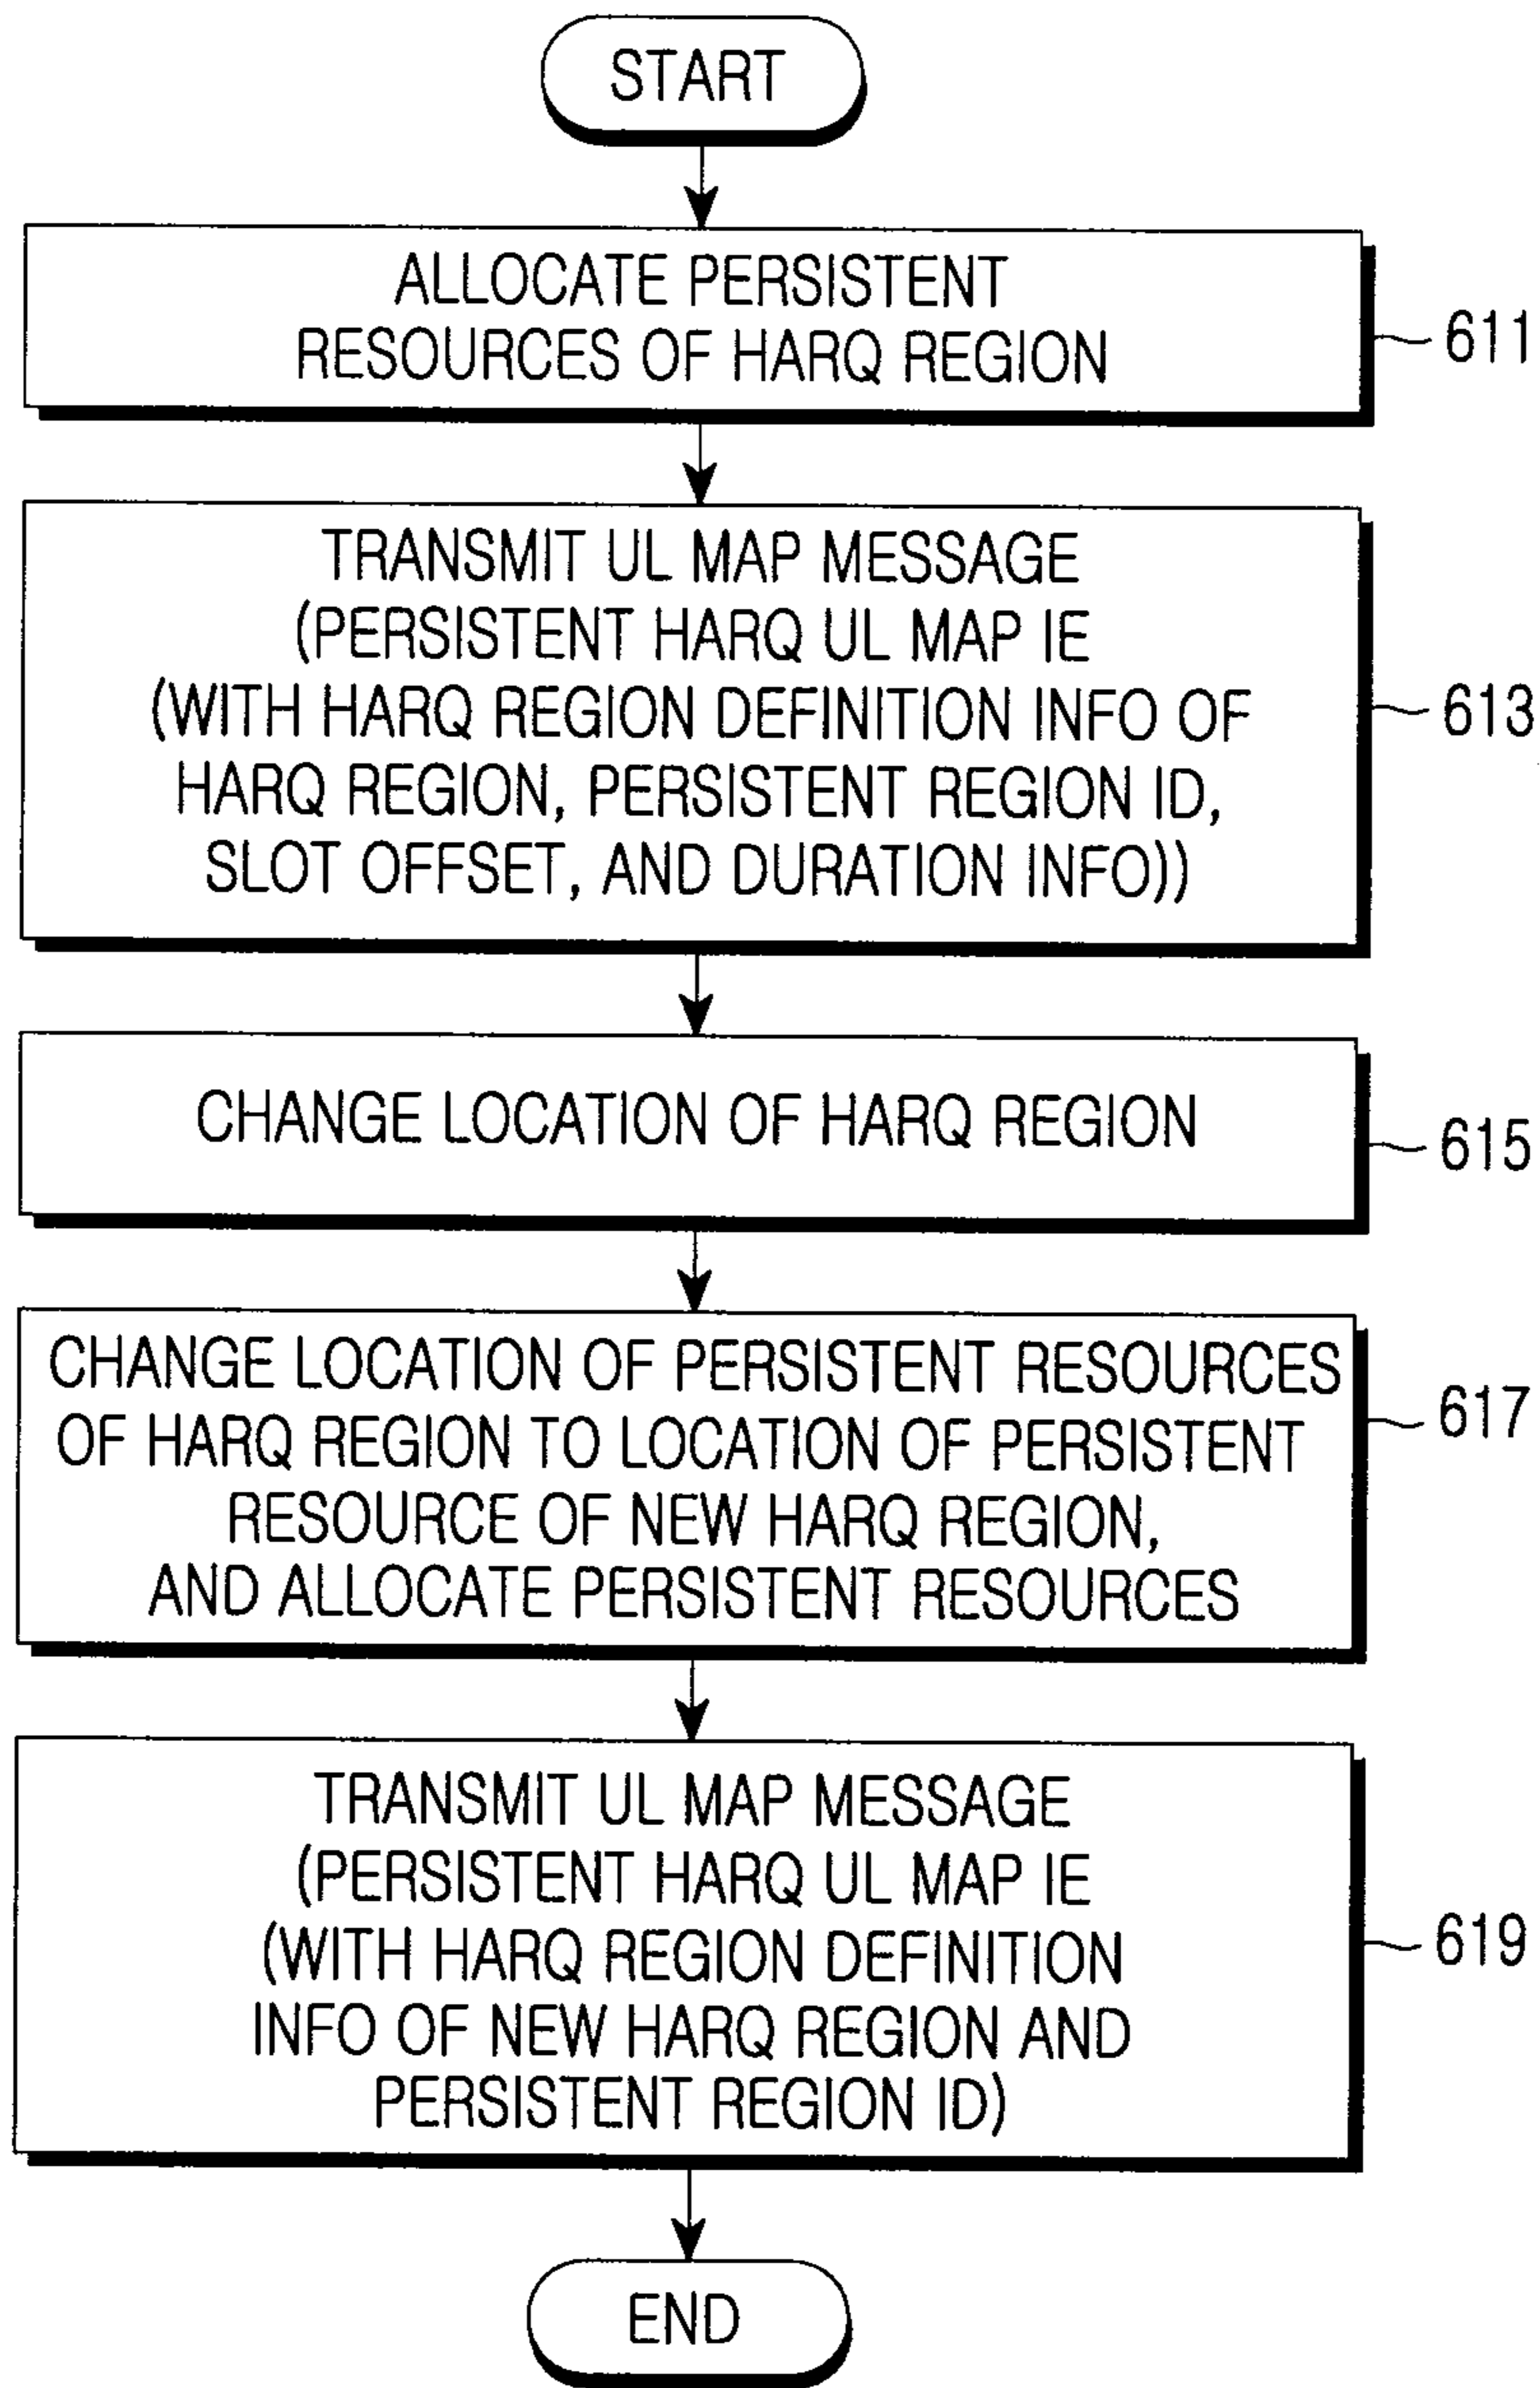 START
ALLOCATE PERSISTENT
RESOURCES OF HARQ REGION
611
TRANSMIT UL MAP MESSAGE
(PERSISTENT HARQ UL MAP IE
(WITH HARQ REGION DEFINITION INFO OF
HARQ REGION, PERSISTENT REGION ID,
SLOT OFFSET, AND DURATION INFO))
613
CHANGE LOCATION OF HARQ REGION
615
CHANGE LOCATION OF PERSISTENT RESOURCES
OF HARQ REGION TO LOCATION OF PERSISTENT
RESOURCE OF NEW HARQ REGION,
AND ALLOCATE PERSISTENT RESOURCES
617
TRANSMIT UL MAP MESSAGE
(PERSISTENT HARQ UL MAP IE
(WITH HARQ REGION DEFINITION
INFO OF NEW HARQ REGION AND
PERSISTENT REGION ID)
619
END